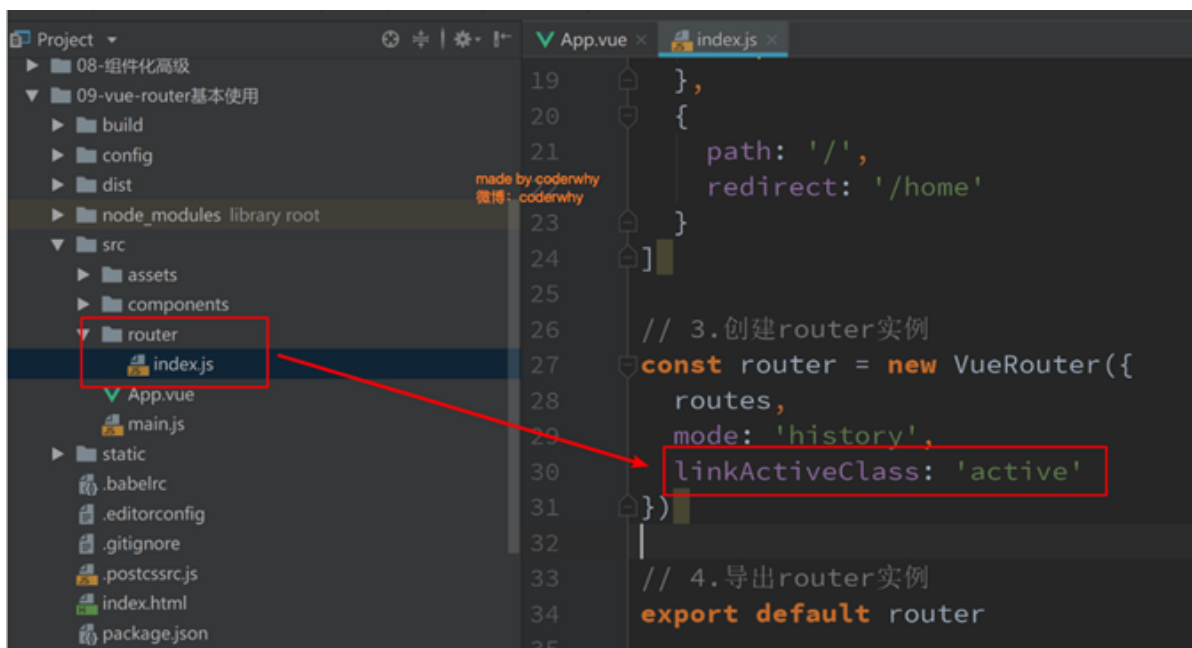 Project
08-组件化高级
09-vue-router基本使用
build
config
dist
node_modules library root
src
assets
components
router
index.js
App.vue
main.js
static
.babelrc
.editorconfig
.gitignore
.postcssrc.js
index.html
package.json
made by coderwhy
微博：coderwhy
App.vue
index.js
19 },
20 {
21 path: '/',
redirect: '/home'
23 }
24 ]
25
26 // 3.创建router实例
27 const router = new VueRouter({
28 routes,
29 mode: 'history',
30 linkActiveClass: 'active'
31 })
32
33 // 4.导出router实例
34 export default router